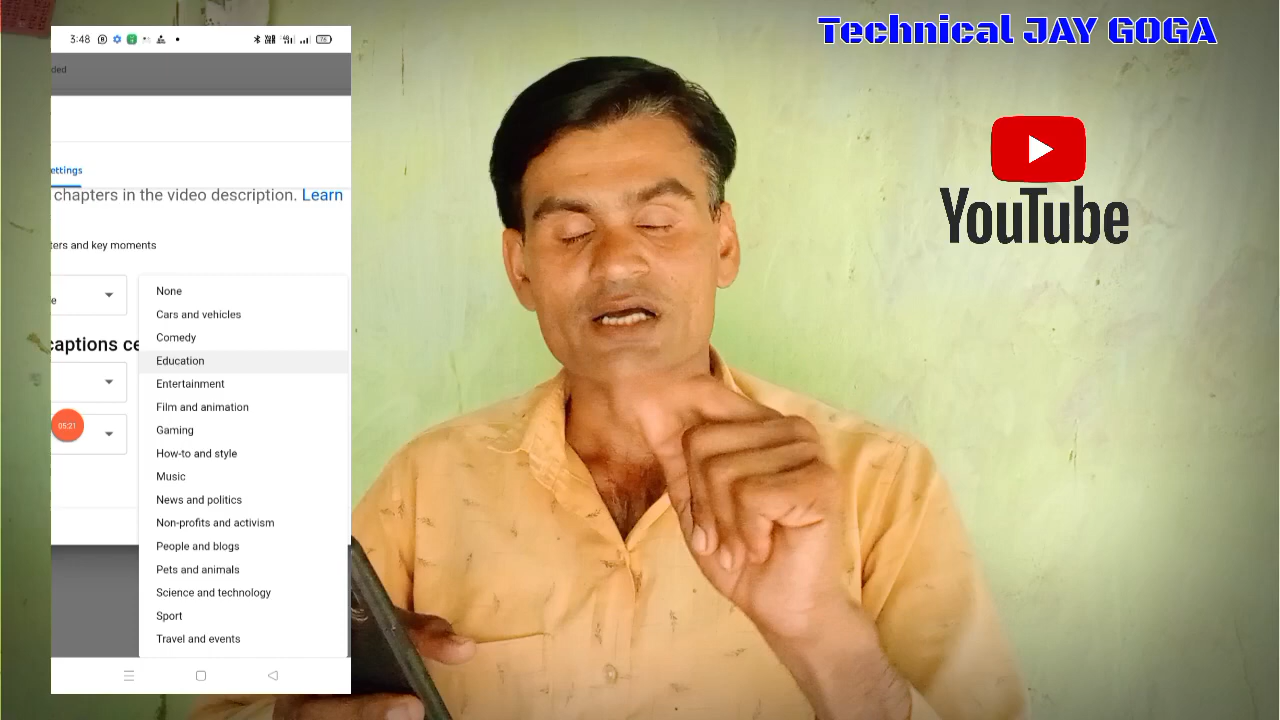 Technical JAY GOGA
YouTube
3:48
ded
ettings
chapters in the video description. Learn
ters and key moments
e
captions ce
05:21
None
Cars and vehicles
Comedy
Education
Entertainment
Film and animation
Gaming
How-to and style
Music
News and politics
Non-profits and activism
People and blogs
Pets and animals
Science and technology
Sport
Travel and events